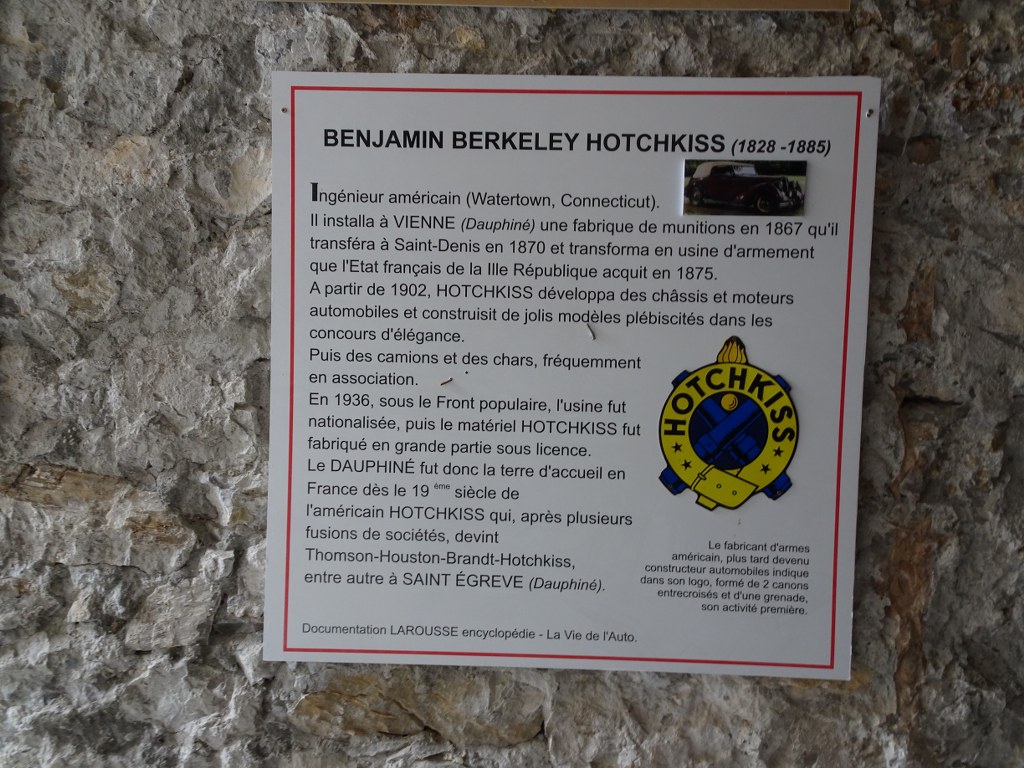 BENJAMIN BERKELEY HOTCHKISS (1828 -1885)
Ingénieur américain (Watertown, Connecticut).
Il installa à VIENNE (Dauphiné) une fabrique de munitions en 1867 qu'il
transféra à Saint-Denis en 1870 et transforma en usine d'armement
que l'Etat français de la IIIe République acquit en 1875.
A partir de 1902, HOTCHKISS développa des châssis et moteurs
automobiles et construisit de jolis modèles plébiscités dans les
concours d'élégance.
Puis des camions et des chars, fréquemment
en association.
En 1936, sous le Front populaire, l'usine fut
nationalisée, puis le matériel HOTCHKISS fut
fabriqué en grande partie sous licence.
Le DAUPHINÉ fut donc la terre d'accueil en
France dès le 19 ème siècle de
l'américain HOTCHKISS qui, après plusieurs
fusions de sociétés, devint
Thomson-Houston-Brandt-Hotchkiss,
entre autre à SAINT ÉGREVE (Dauphiné).
HOTCHKISS
Le fabricant d'armes
américain, plus tard devenu
constructeur automobiles indique
dans son logo, formé de 2 canons
entrecroisés et d'une grenade,
son activité première.
Documentation LAROUSSE encyclopédie - La Vie de l'Auto.